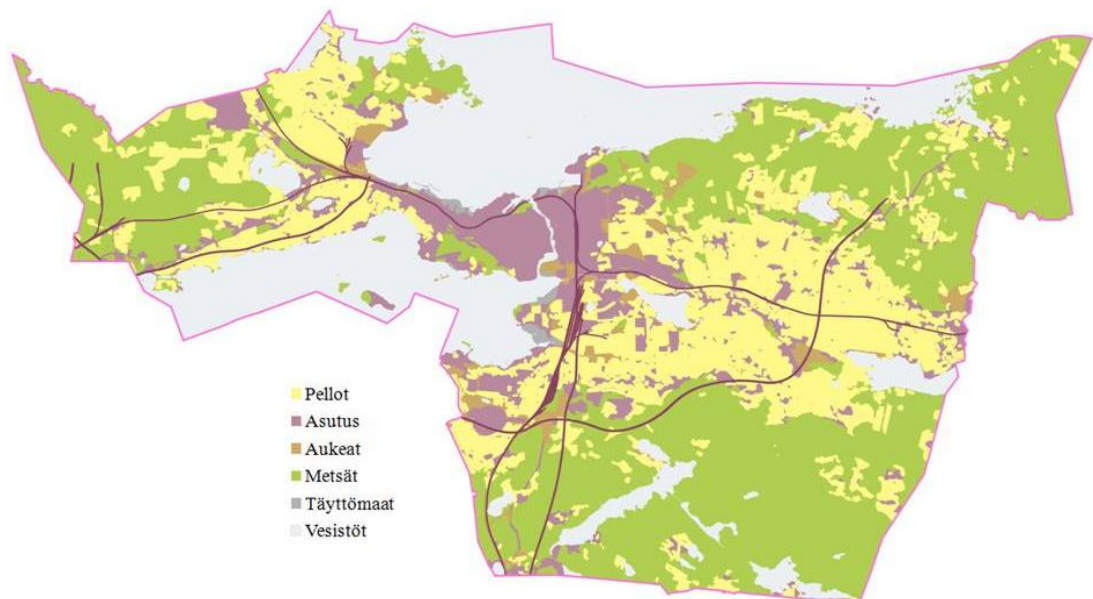 Pellot
Asutus
Aukeat
Metsät
Täyttömaat
Vesistöt